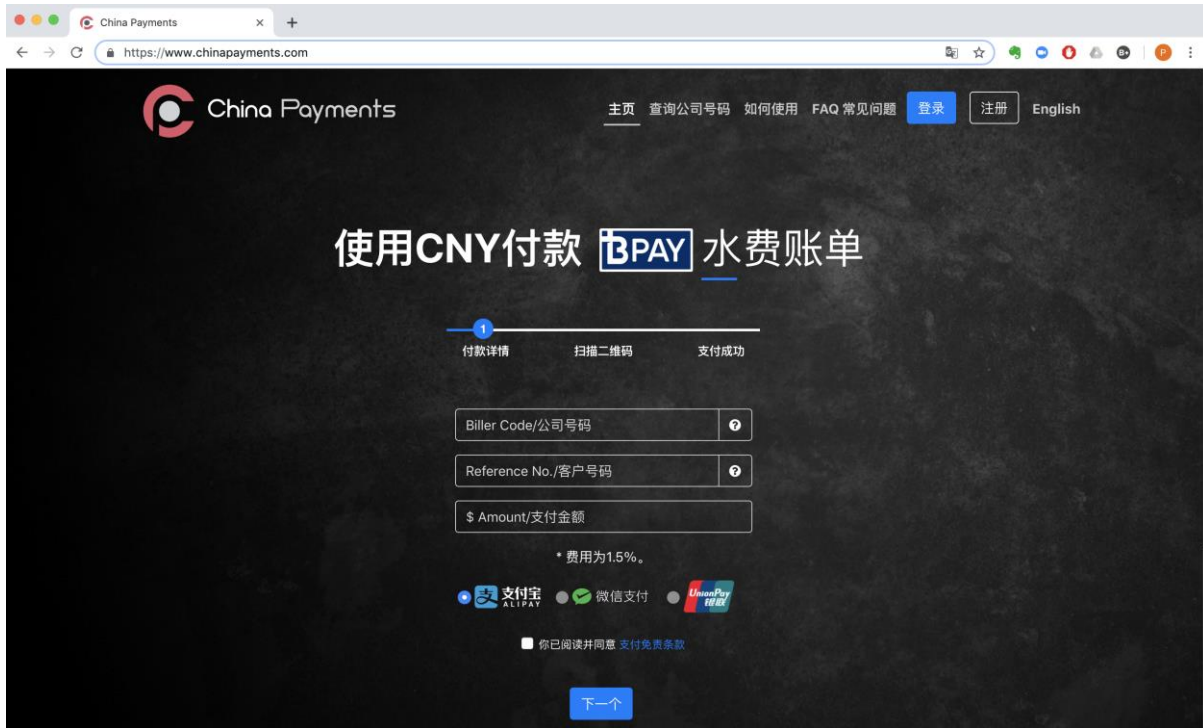 China Payments
https://www.chinapayments.com
B+
P
China Payments
主页 查询公司号码 如何使用 FAQ 常见问题 登录 注册 English
使用CNY付款 BPAY 水费账单
1
付款详情 扫描二维码 支付成功
Biller Code/公司号码 ?
Reference No./客户号码 ?
$ Amount/支付金额
* 费用为1.5%。
支 支付宝 ALIPAY 微信支付 UnionPay 银联
你已阅读并同意 支付免责条款
下一个